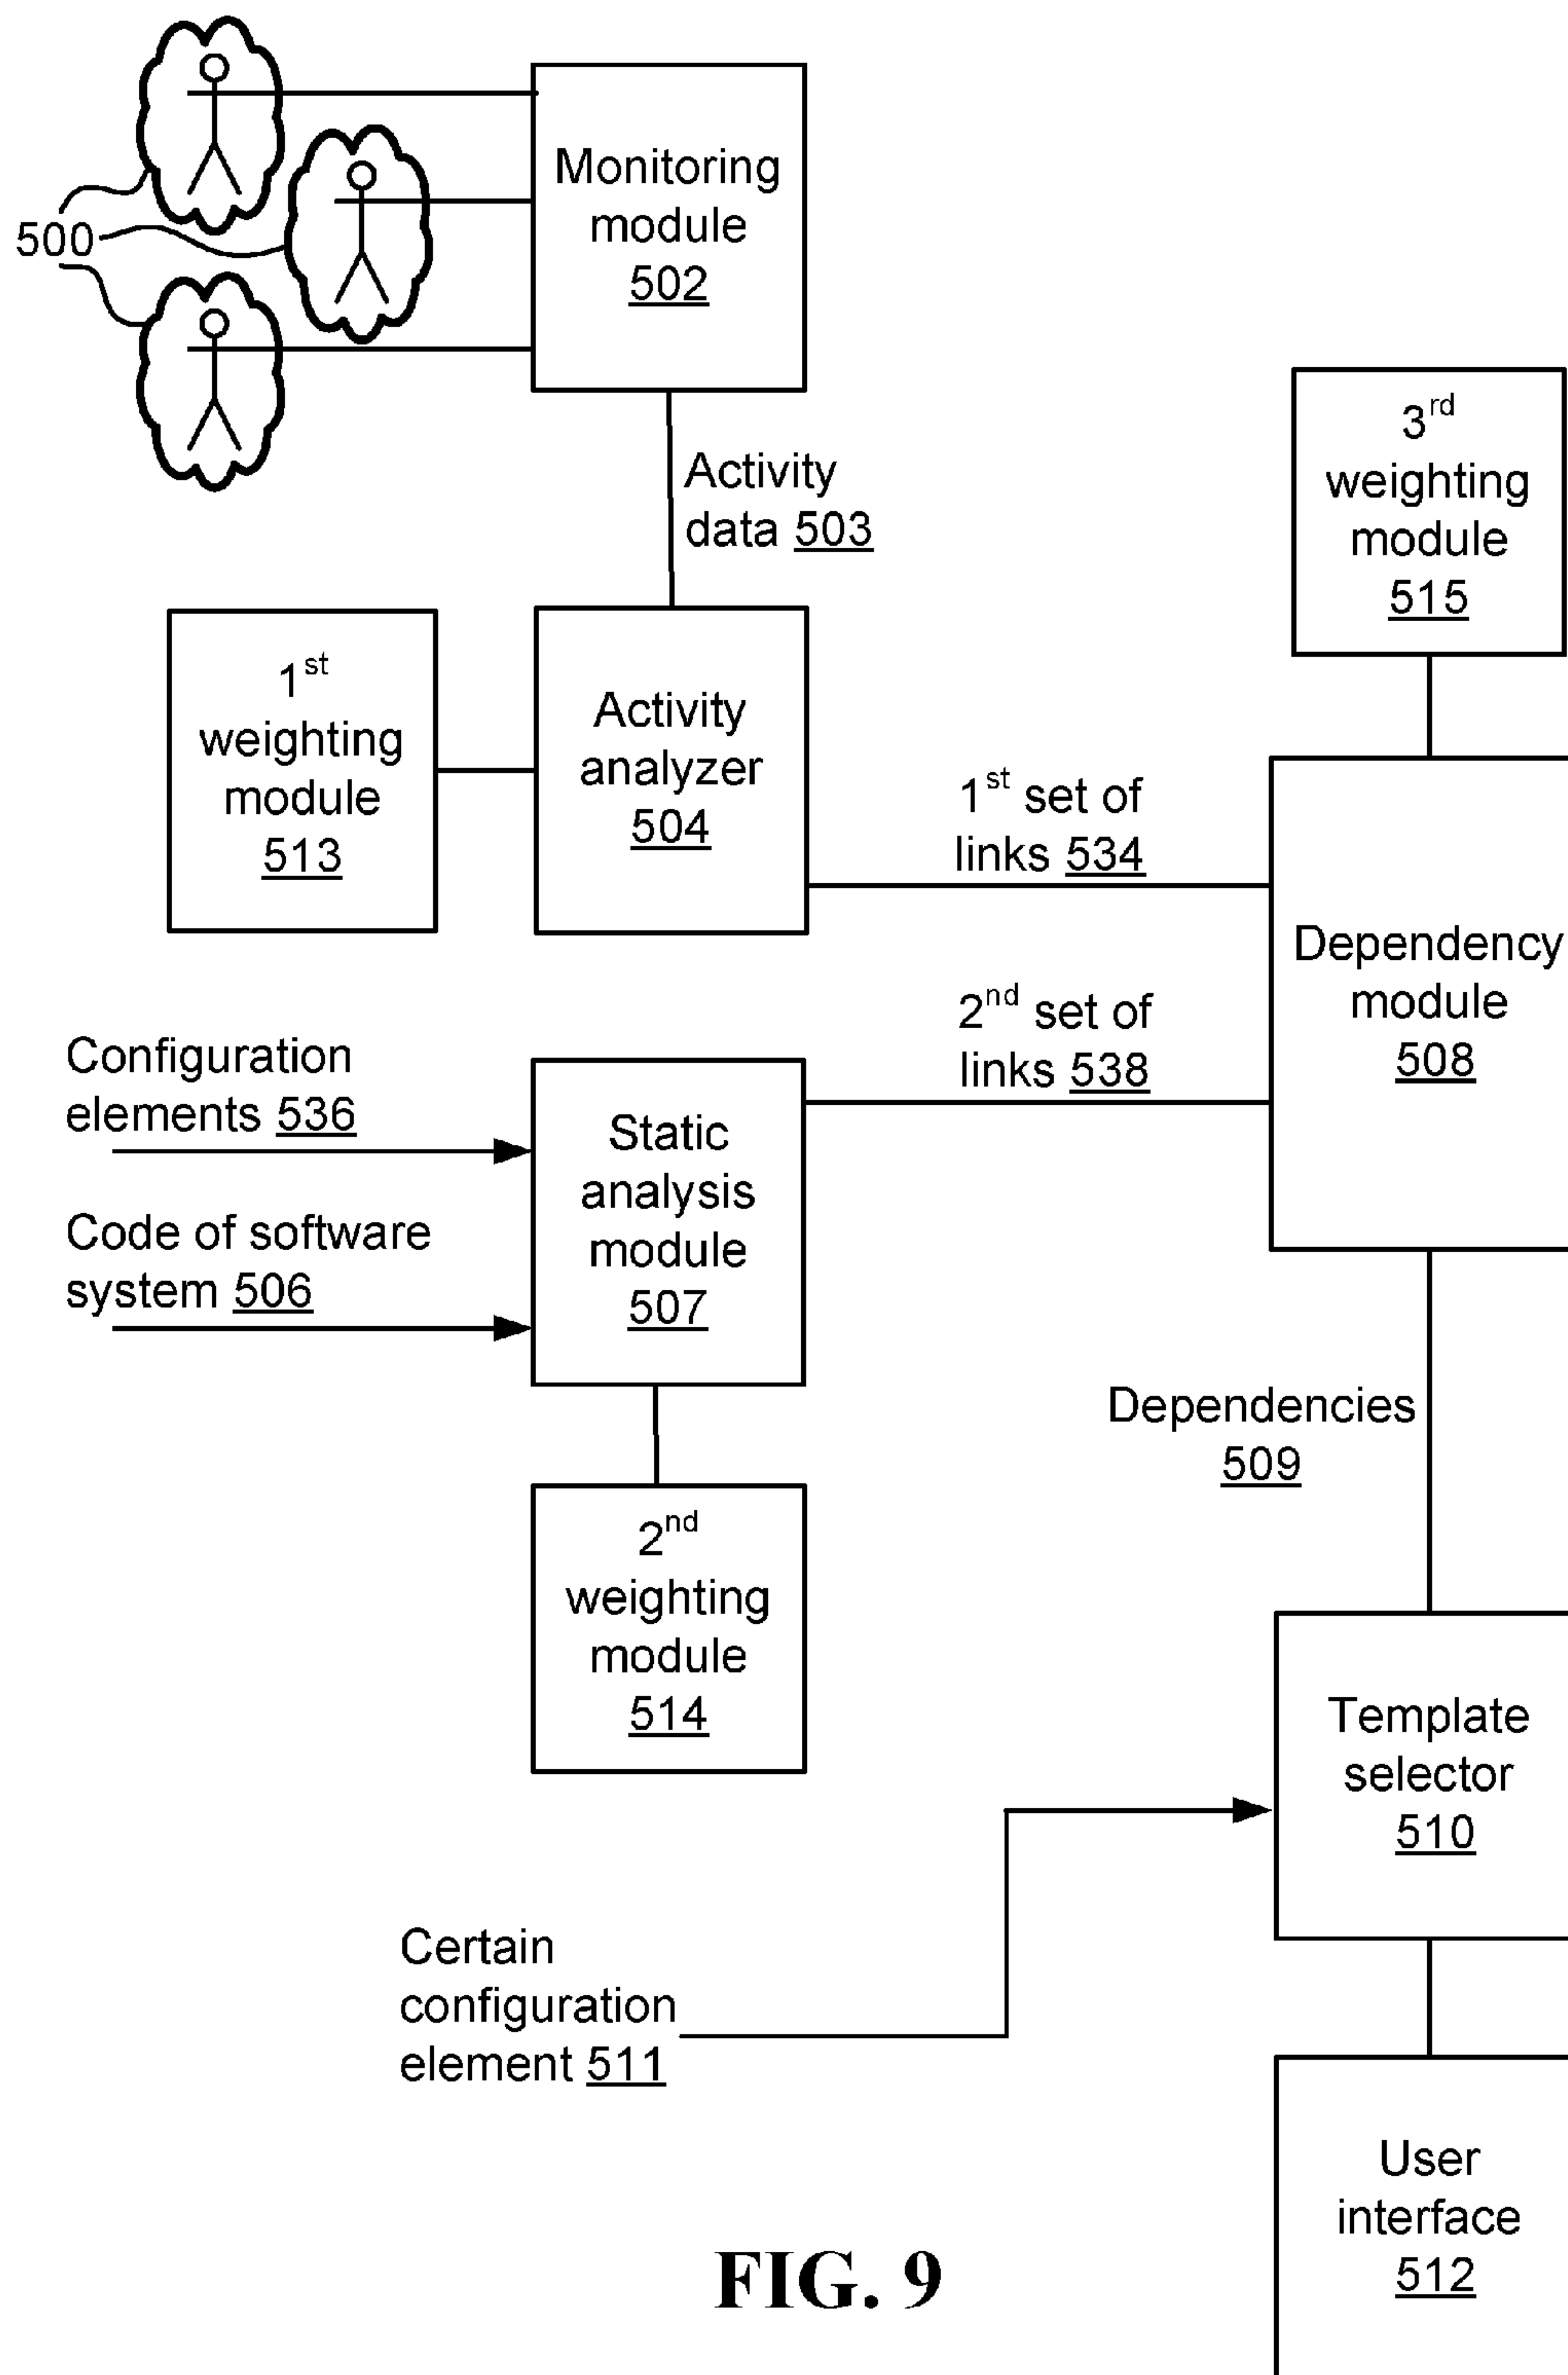 500
Monitoring
module
502
Activity
data 503
3rd
weighting
module
515
1st
weighting
module
513
Activity
analyzer
504
1st set of
links 534
Dependency
module
508
2nd set of
links 538
Configuration
elements 536
Code of software
system 506
Static
analysis
module
507
Dependencies
509
2nd
weighting
module
514
Template
selector
510
Certain
configuration
element 511
User
interface
512
FIG. 9